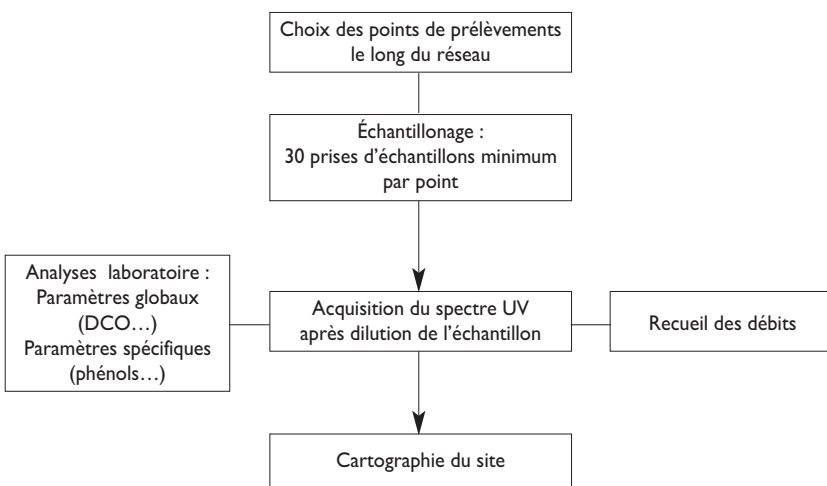 Choix des points de prélèvements
le long du réseau
Échantillonage :
30 prises d'échantillons minimum
par point
Analyses laboratoire :
Paramètres globaux
(DCO…)
Paramètres spécifiques
(phénols…)
Acquisition du spectre UV
après dilution de l'échantillon
Recueil des débits
Cartographie du site